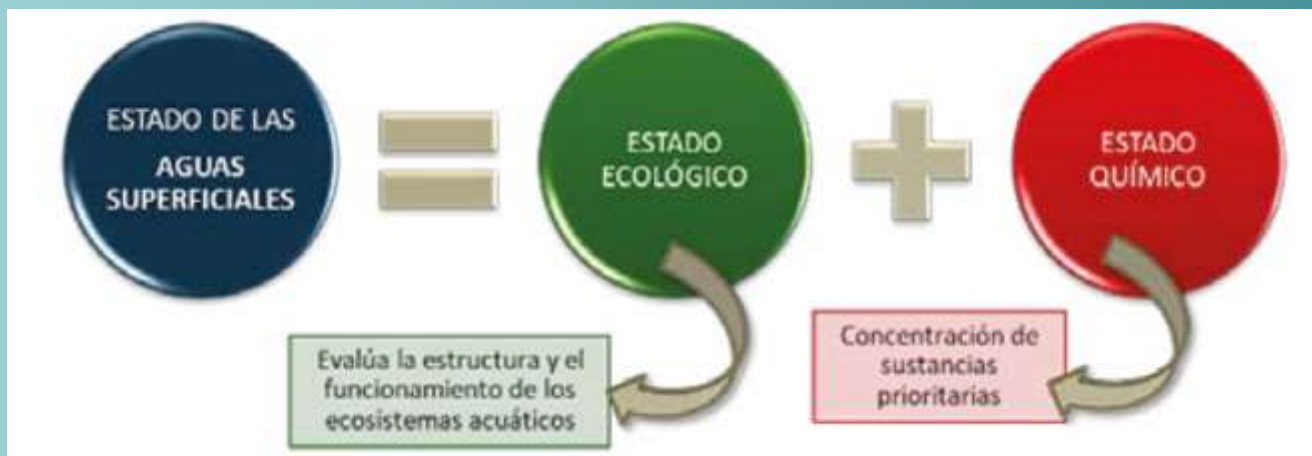 ESTADO DE LAS
AGUAS
SUPERFICIALES
ESTADO
ECOLÓGICO
ESTADO
QUÍMICO
Evalúa la estructura y el
funcionamiento de los
ecosistemas acuáticos
Concentración de
sustancias
prioritarias